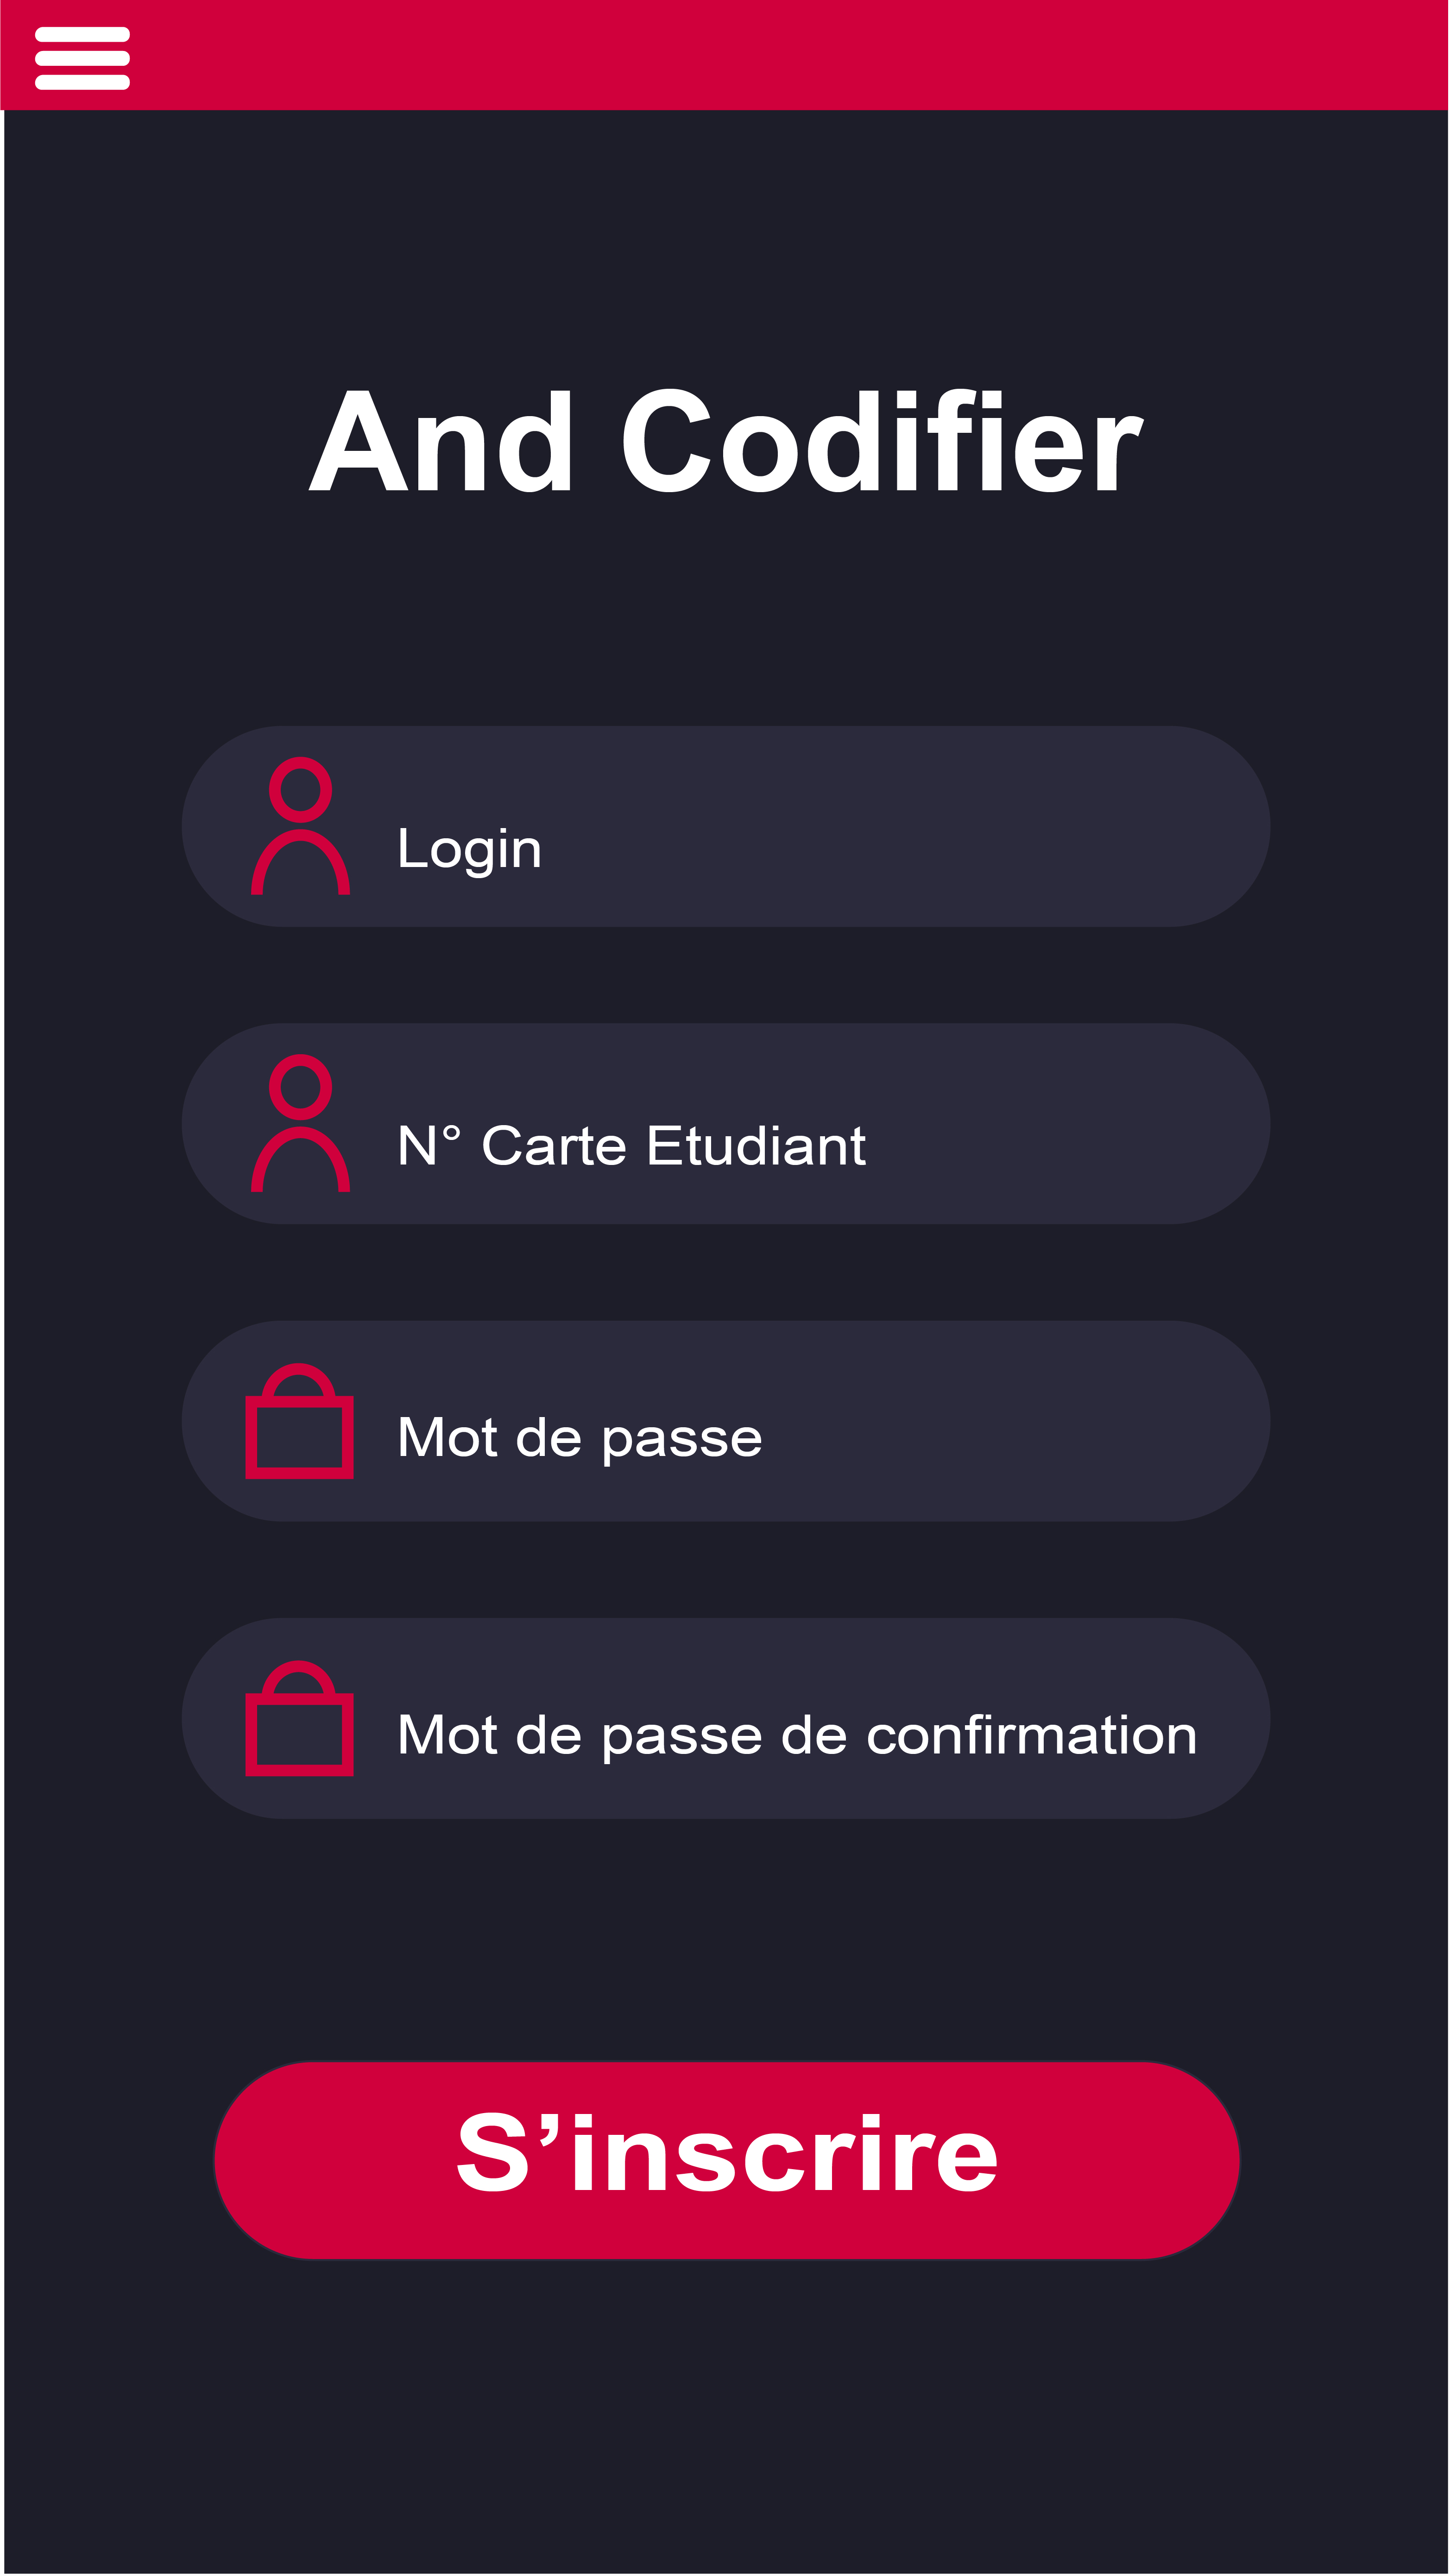 And Codifier
Login
N° Carte Etudiant
Mot de passe
Mot de passe de confirmation
S’inscrire